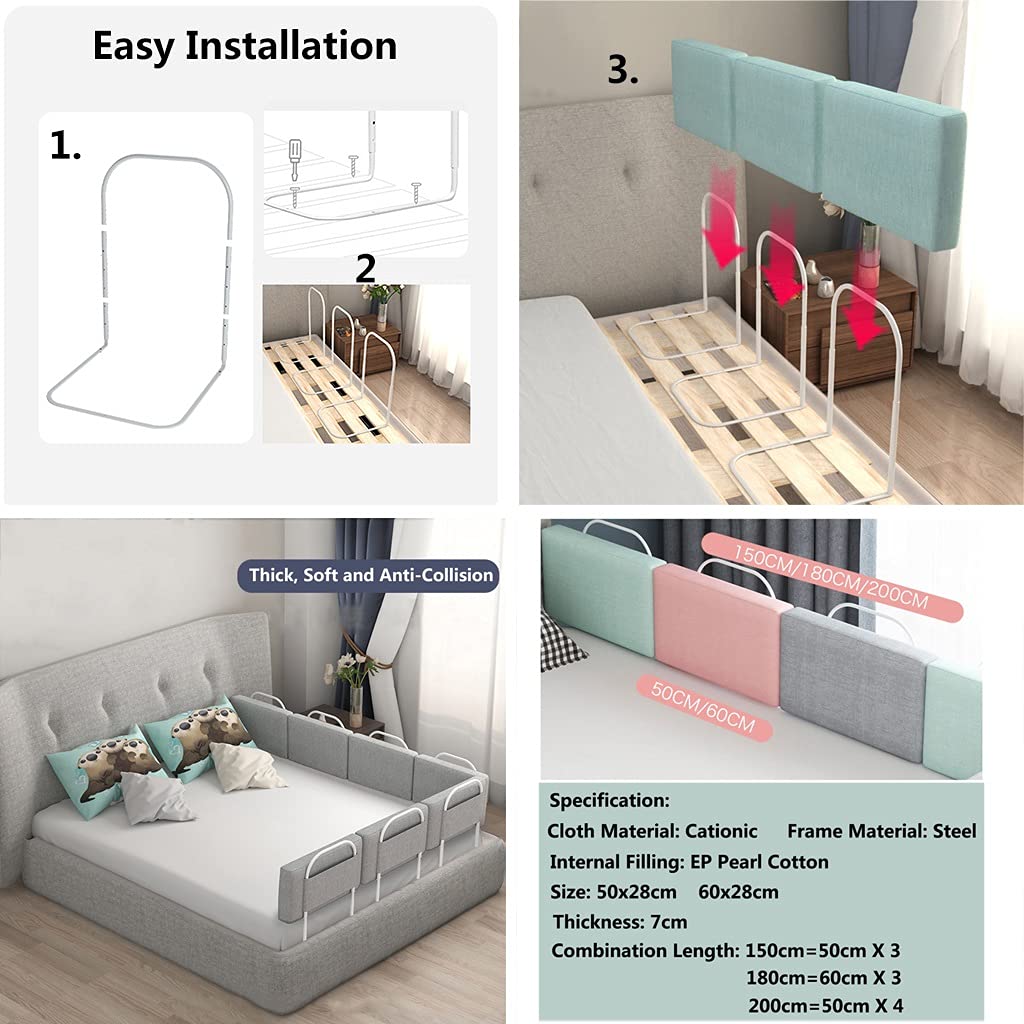 Easy Installation
1.
2
3.
Thick, Soft and Anti-Collision
150CM/180CM/200CM
50CM/60CM
Specification:
Cloth Material: Cationic Frame Material: Steel
Internal Filling: EP Pearl Cotton
Size: 50x28cm 60x28cm
Thickness: 7cm
Combination Length: 150cm=50cm X 3
180cm=60cm X 3
200cm=50cm X 4